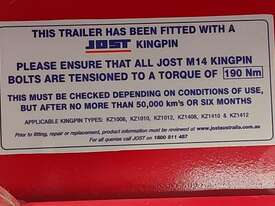 THIS TRAILER HAS BEEN FITTED WITH A
JOST KINGPIN
PLEASE ENSURE THAT ALL JOST M14 KINGPIN
BOLTS ARE TENSIONED TO A TORQUE OF 190 Nm
THIS MUST BE CHECKED DEPENDING ON CONDITIONS OF USE,
BUT AFTER NO MORE THAN 50,000 km's OR SIX MONTHS
APPLICABLE KINGPIN TYPES: KZ1008, KZ1010, KZ1012, KZ1408, KZ1410 & KZ1412
Prior to fitting, repair or replacement, product information must be reviewed at www.jostaustralia.com.au
For all queries call JOST on 1800 811 487